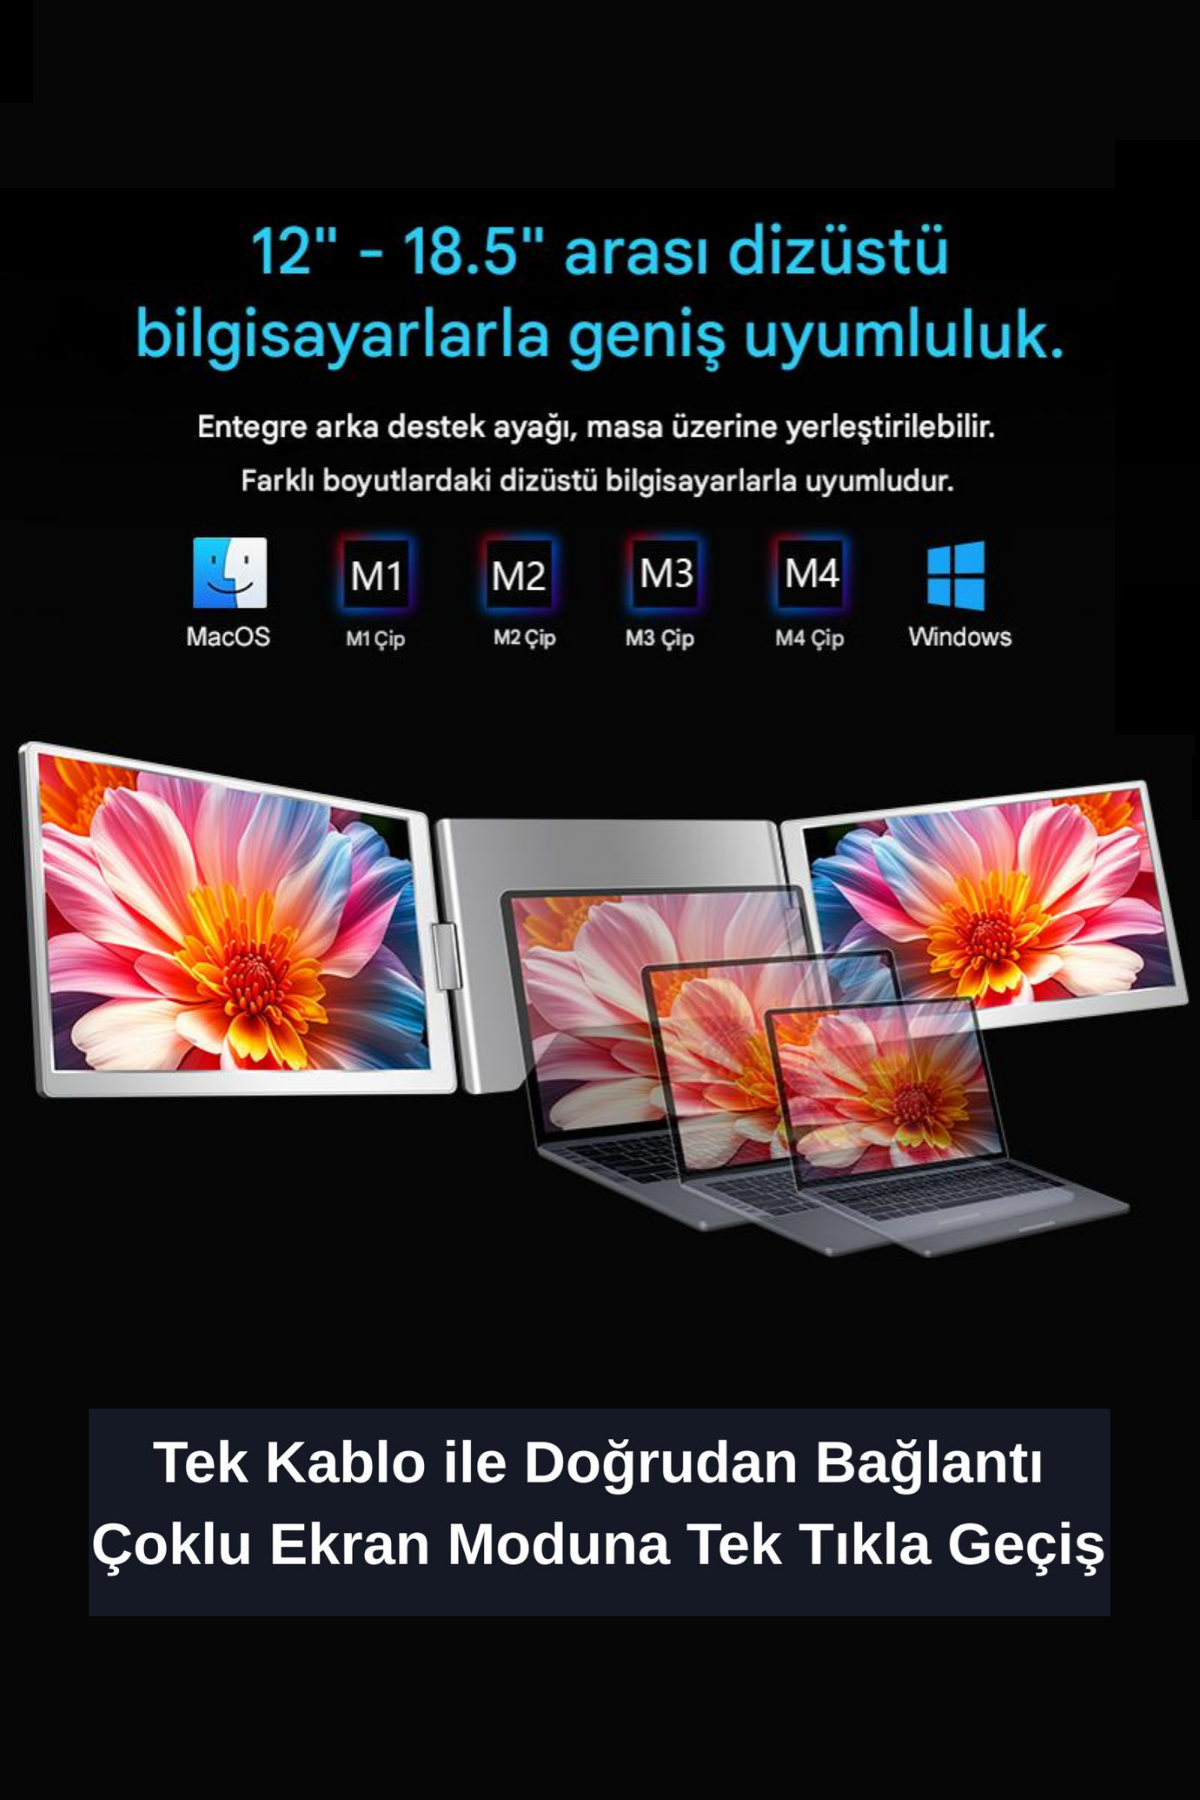 12" - 18.5" arası dizüstü
bilgisayarlarla geniş uyumluluk.
Entegre arka destek ayağı, masa üzerine yerleştirilebilir.
Farklı boyutlardaki dizüstü bilgisayarlarla uyumludur.
M1 M2 M3 M4
MacOS M1 Çip M2 Çip M3 Çip M4 Çip Windows
Tek Kablo ile Doğrudan Bağlantı
Çoklu Ekran Moduna Tek Tıkla Geçiş